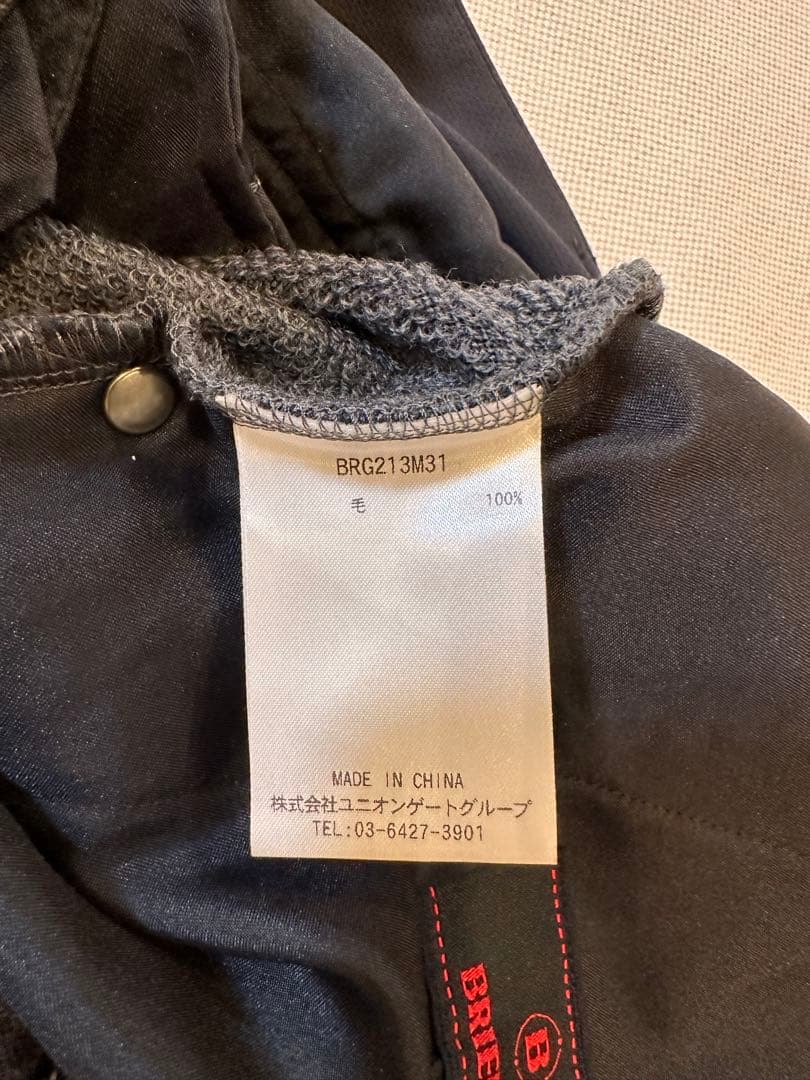 BRG213M31
毛 100%
MADE IN CHINA
株式会社ユニオンゲートグループ
TEL:03-6427-3901
BRIE
B